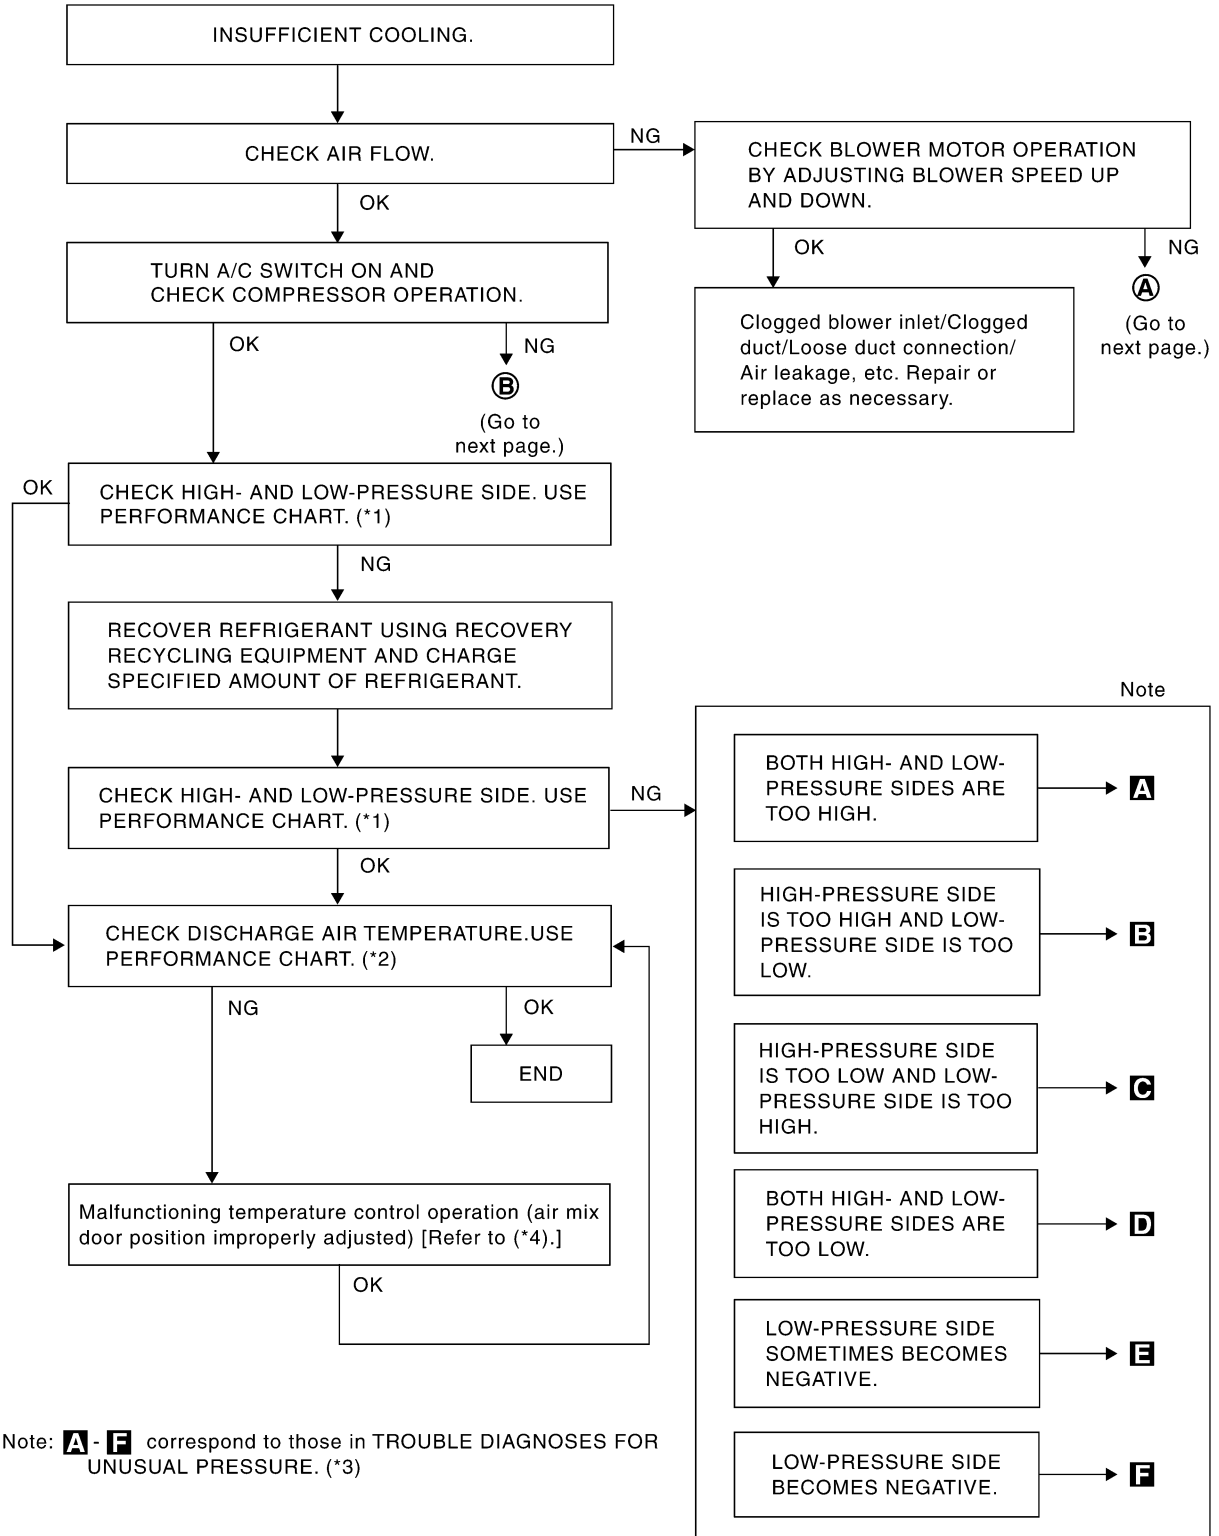 INSUFFICIENT COOLING.
CHECK AIR FLOW.
NG
CHECK BLOWER MOTOR OPERATION
BY ADJUSTING BLOWER SPEED UP
AND DOWN.
OK
OK
NG
TURN A/C SWITCH ON AND
CHECK COMPRESSOR OPERATION.
A
(Go to
next page.)
Clogged blower inlet/Clogged
duct/Loose duct connection/
Air leakage, etc. Repair or
replace as necessary.
OK
NG
B
(Go to
next page.)
OK
CHECK HIGH- AND LOW-PRESSURE SIDE. USE
PERFORMANCE CHART. (*1)
NG
RECOVER REFRIGERANT USING RECOVERY
RECYCLING EQUIPMENT AND CHARGE
SPECIFIED AMOUNT OF REFRIGERANT.
CHECK HIGH- AND LOW-PRESSURE SIDE. USE
PERFORMANCE CHART. (*1)
NG
OK
CHECK DISCHARGE AIR TEMPERATURE.USE
PERFORMANCE CHART. (*2)
NG
OK
END
Malfunctioning temperature control operation (air mix
door position improperly adjusted) [Refer to (*4).]
OK
Note
BOTH HIGH- AND LOW-
PRESSURE SIDES ARE
TOO HIGH.
A
HIGH-PRESSURE SIDE
IS TOO HIGH AND LOW-
PRESSURE SIDE IS TOO
LOW.
B
HIGH-PRESSURE SIDE
IS TOO LOW AND LOW-
PRESSURE SIDE IS TOO
HIGH.
C
BOTH HIGH- AND LOW-
PRESSURE SIDES ARE
TOO LOW.
D
LOW-PRESSURE SIDE
SOMETIMES BECOMES
NEGATIVE.
E
LOW-PRESSURE SIDE
BECOMES NEGATIVE.
F
Note: A - F correspond to those in TROUBLE DIAGNOSES FOR
UNUSUAL PRESSURE. (*3)